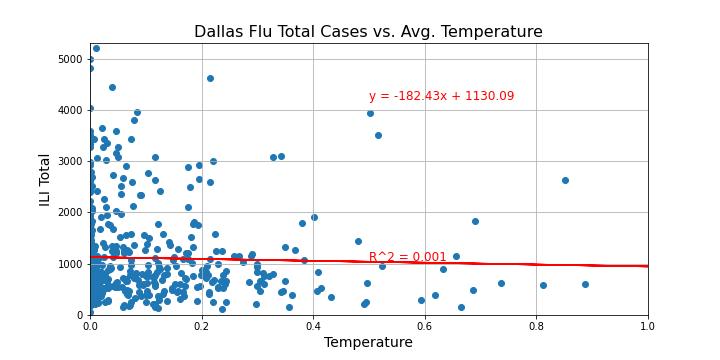 Dallas Flu Total Cases vs. Avg. Temperature
5000
4000
3000
2000
1000
0
ILI Total
y = -182.43x + 1130.09
R^2 = 0.001
0.0 0.2 0.4 0.6 0.8 1.0
Temperature